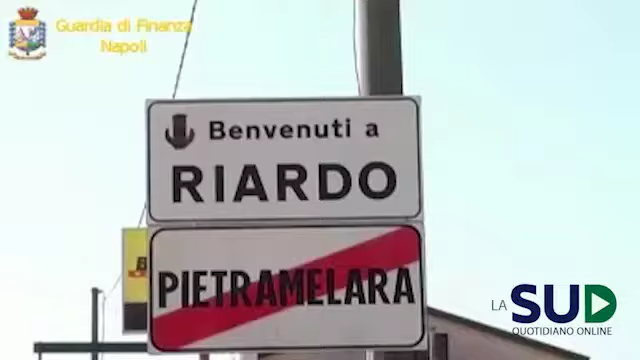 Guardia di Finanza
Napoli
Benvenuti a
RIARDO
PIETRAMELARA
LA SUD
QUOTIDIANO ONLINE